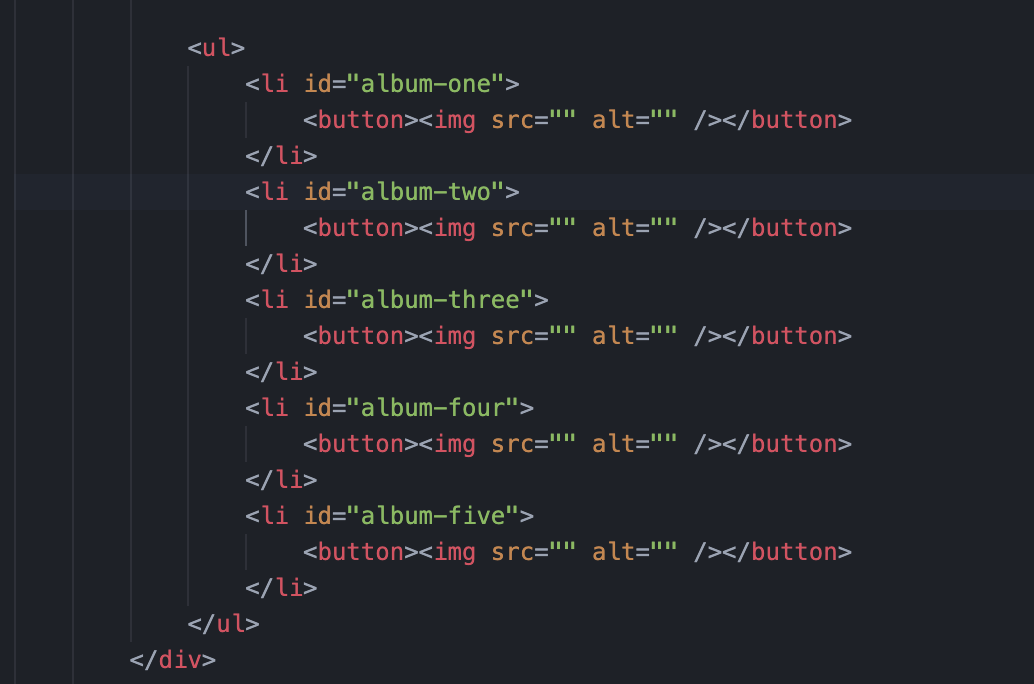 <ul>
<li id="album-one">
<button><img src="" alt="" /></button>
</li>
<li id="album-two">
<button><img src="" alt="" /></button>
</li>
<li id="album-three">
<button><img src="" alt="" /></button>
</li>
<li id="album-four">
<button><img src="" alt="" /></button>
</li>
<li id="album-five">
<button><img src="" alt="" /></button>
</li>
</ul>
</div>